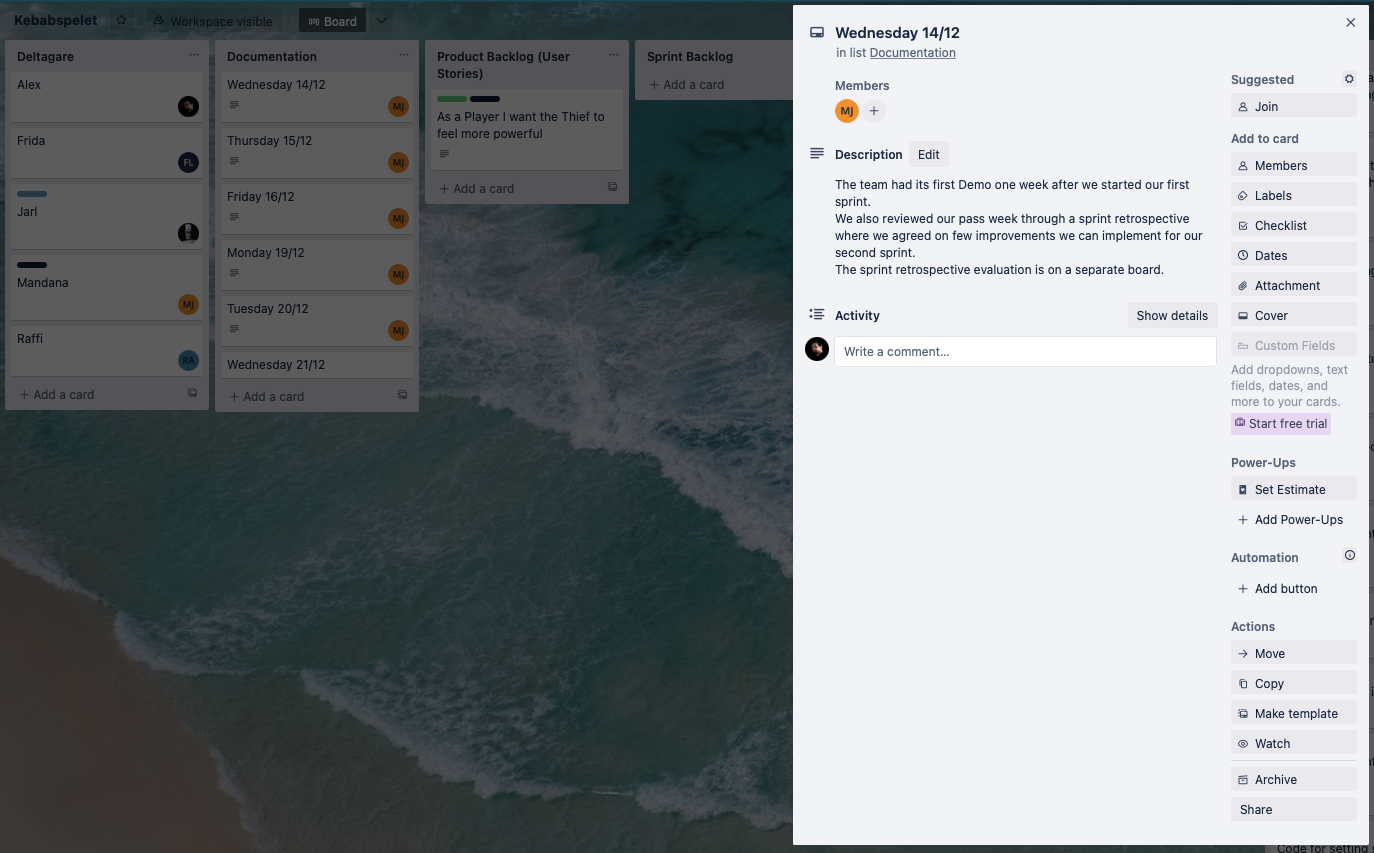 Kebabspelet
Workspace visible
Board
Deltagare
Alex
Frida
FL
Jarl
Mandana
MJ
Raffi
RA
Add a card
Documentation
Wednesday 14/12
MJ
Thursday 15/12
MJ
Friday 16/12
MJ
Monday 19/12
MJ
Tuesday 20/12
MJ
Wednesday 21/12
Add a card
Product Backlog (User
Stories)
As a Player I want the Thief to
feel more powerful
Add a card
Sprint Backlog
Add a card
Wednesday 14/12
in list Documentation
Members
MJ
Description
Edit
The team had its first Demo one week after we started our first
sprint.
We also reviewed our pass week through a sprint retrospective
where we agreed on few improvements we can implement for our
second sprint.
The sprint retrospective evaluation is on a separate board.
Activity
Show details
Write a comment…
Suggested
Join
Add to card
Members
Labels
Checklist
Dates
Attachment
Cover
Custom Fields
Add dropdowns, text
fields, dates, and
more to your cards.
Start free trial
Power-Ups
Set Estimate
Add Power-Ups
Automation
Add button
Actions
Move
Copy
Make template
Watch
Archive
Share
Code for setting